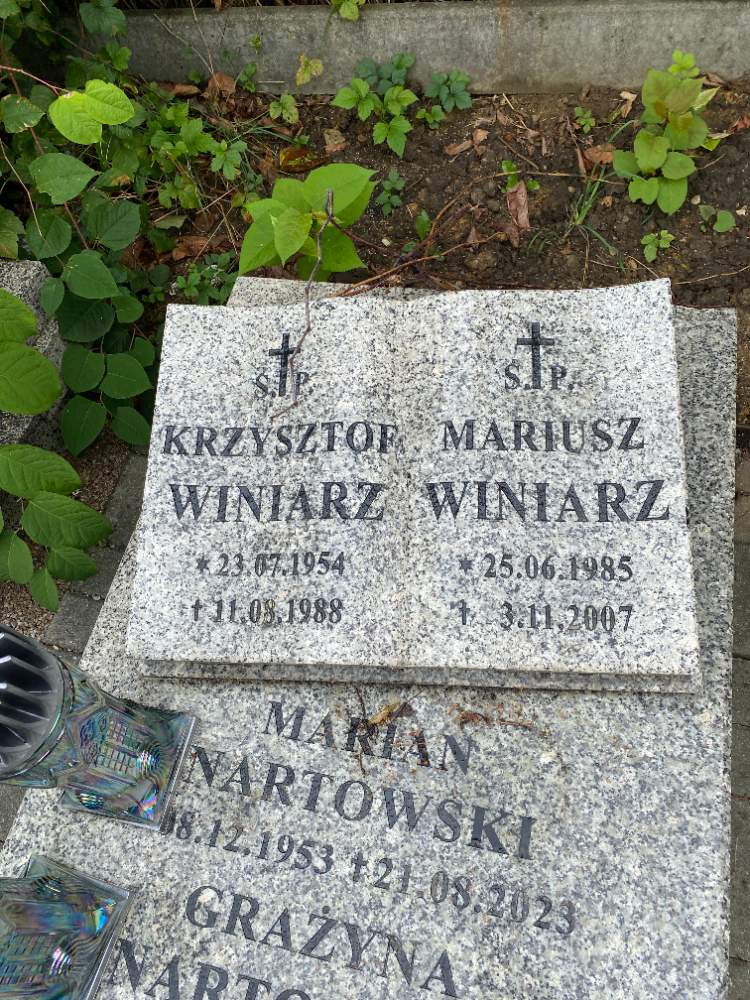 Ś.P.
KRZYSZTOF
WINIARZ
* 23.07.1954
† 11.08.1988
Ś.P.
MARIUSZ
WINIARZ
* 25.06.1985
† 3.11.2007
MARIAN
NARTOWSKI
8.12.1953 †21.08.2023
GRAŻYNA